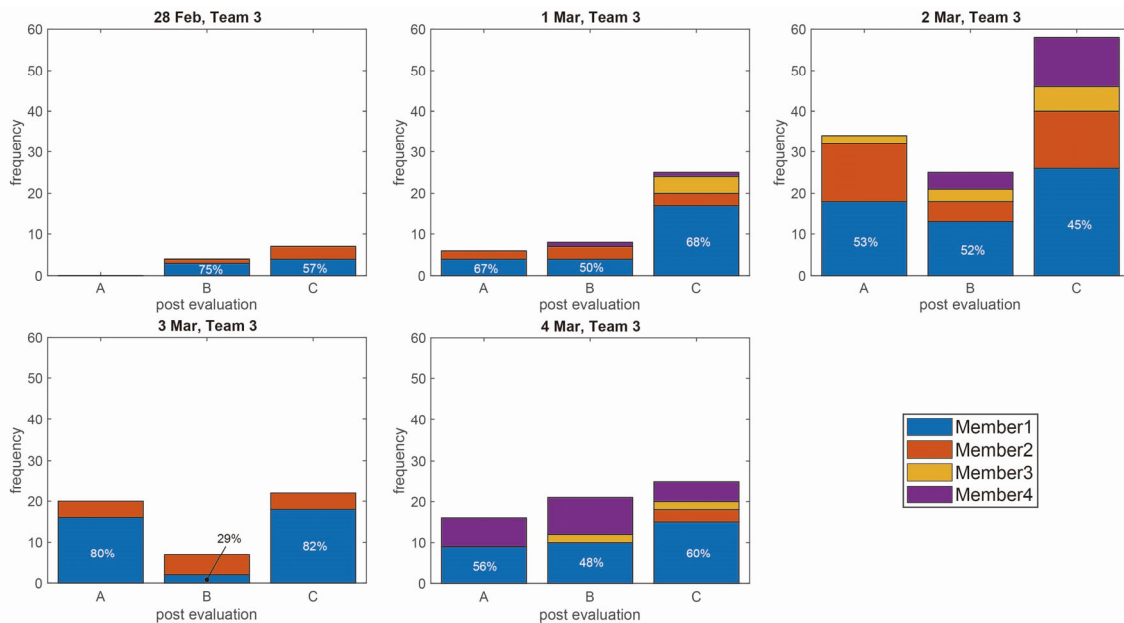 28 Feb, Team 3
60
50
40
30
20
10
0
frequency
75%
57%
A B C
post evaluation
1 Mar, Team 3
60
50
40
30
20
10
0
frequency
67%
50%
68%
A B C
post evaluation
2 Mar, Team 3
60
50
40
30
20
10
0
frequency
53%
52%
45%
A B C
post evaluation
3 Mar, Team 3
60
50
40
30
20
10
0
frequency
80%
29%
82%
A B C
post evaluation
4 Mar, Team 3
60
50
40
30
20
10
0
frequency
56%
48%
60%
A B C
post evaluation
Member1
Member2
Member3
Member4